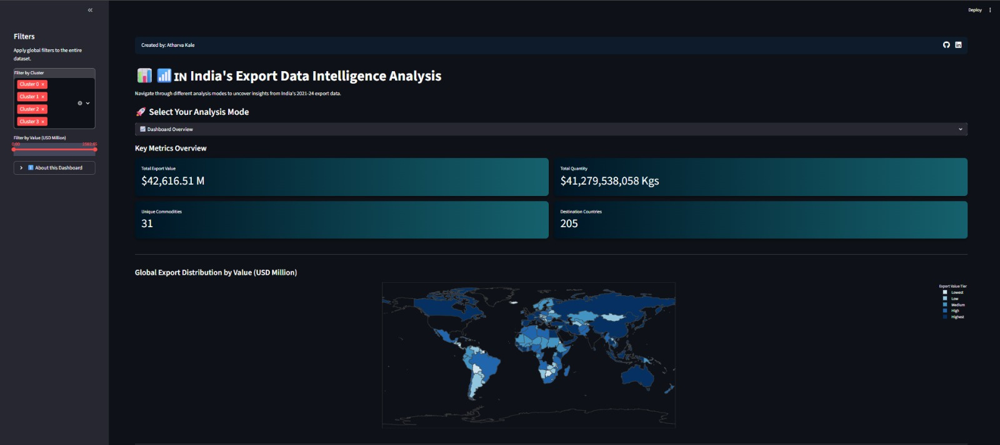 Deploy
Filters
Apply global filters to the entire
dataset.
Filter by Cluster
Cluster 0 ×
Cluster 1 ×
Cluster 2 ×
Cluster 3 ×
Filter by Value (USD Million)
0.00
About this Dashboard
Created by: Atharva Kale
IN India's Export Data Intelligence Analysis
Navigate through different analysis modes to uncover insights from India's 2021-24 export data.
🚀 Select Your Analysis Mode
Dashboard Overview
Key Metrics Overview
Total Export Value
$42,616.51 M
Total Quantity
$41,279,538,058 Kgs
Unique Commodities
31
Destination Countries
205
Global Export Distribution by Value (USD Million)
Export Value Tier
Lowest
Low
Medium
High
Highest